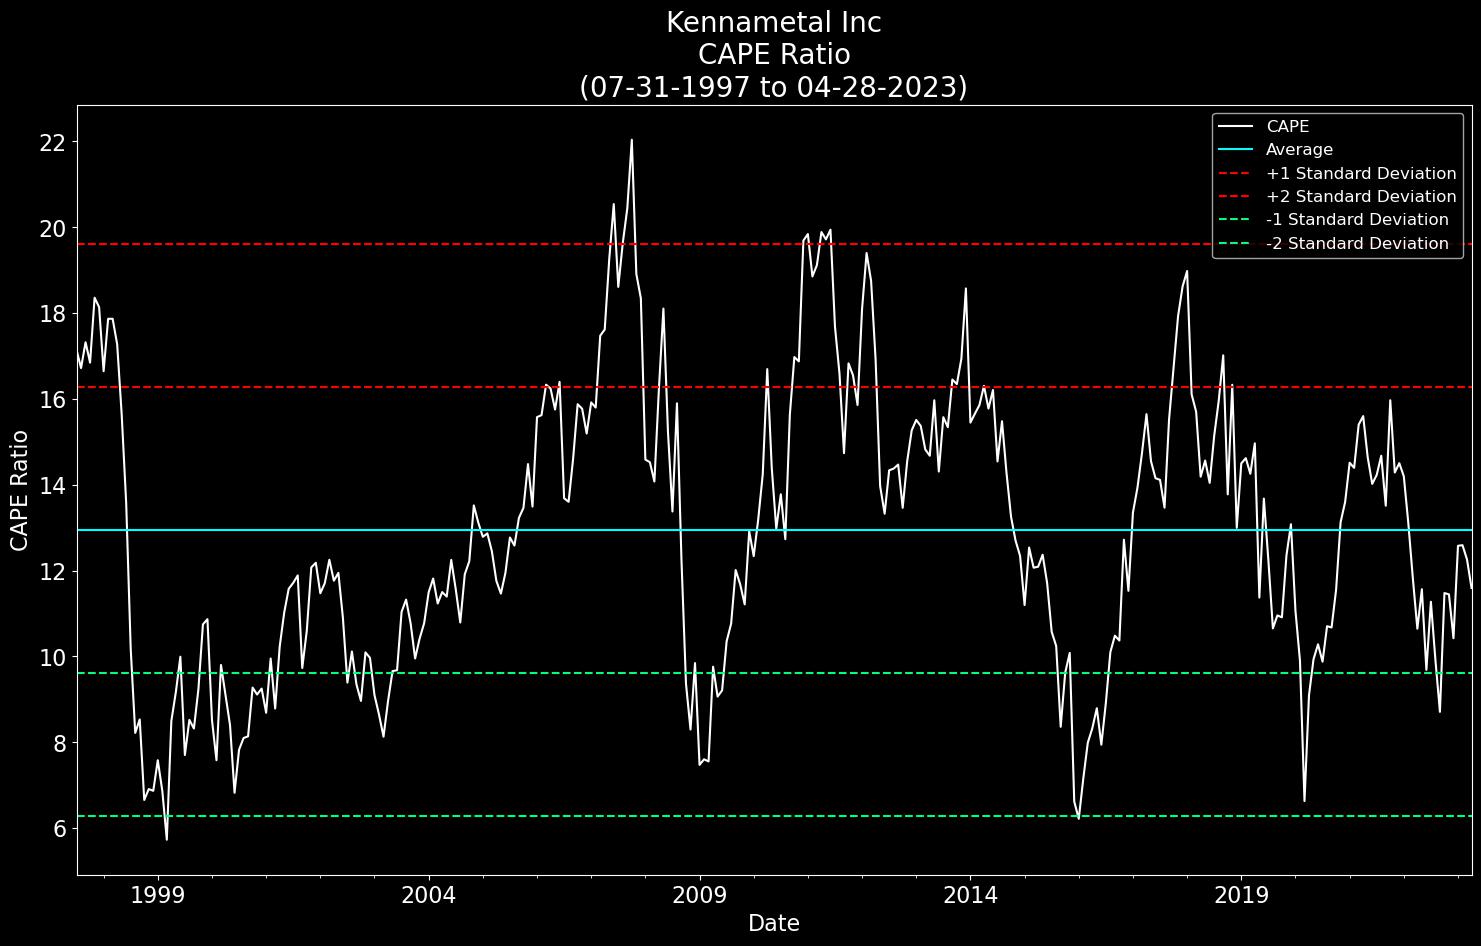 Kennametal Inc
CAPE Ratio
(07-31-1997 to 04-28-2023)
CAPE
Average
+1 Standard Deviation
+2 Standard Deviation
-1 Standard Deviation
-2 Standard Deviation
22
20
18
16
14
12
10
8
6
CAPE Ratio
1999
2004
2009
2014
2019
Date